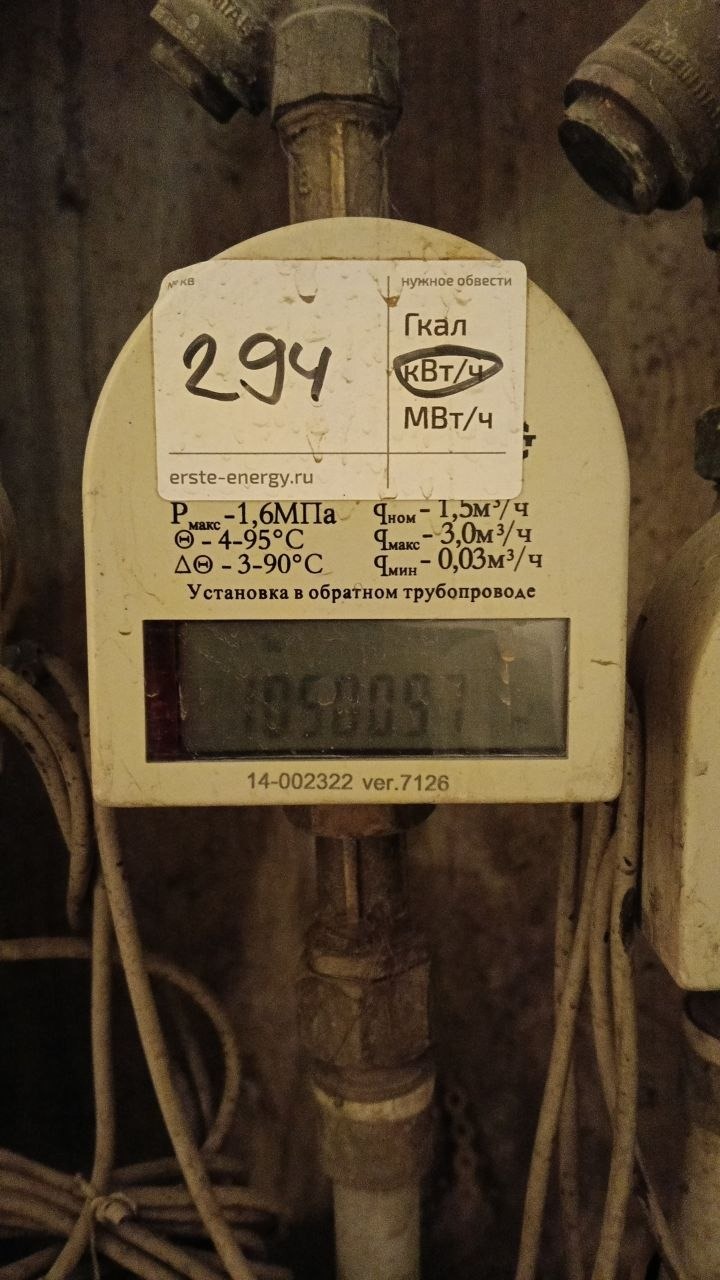 № кв
нужное обвести
294
Гкал
кВт/ч
МВт/ч
erste-energy.ru
Pмакс-1,6МПа
qном- 1,5м³/ч
Θ - 4-95°C
qмакс- 3,0м³/ч
ΔΘ - 3-90°C
qмин- 0,03м³/ч
Установка в обратном трубопроводе
14-002322 ver.7126